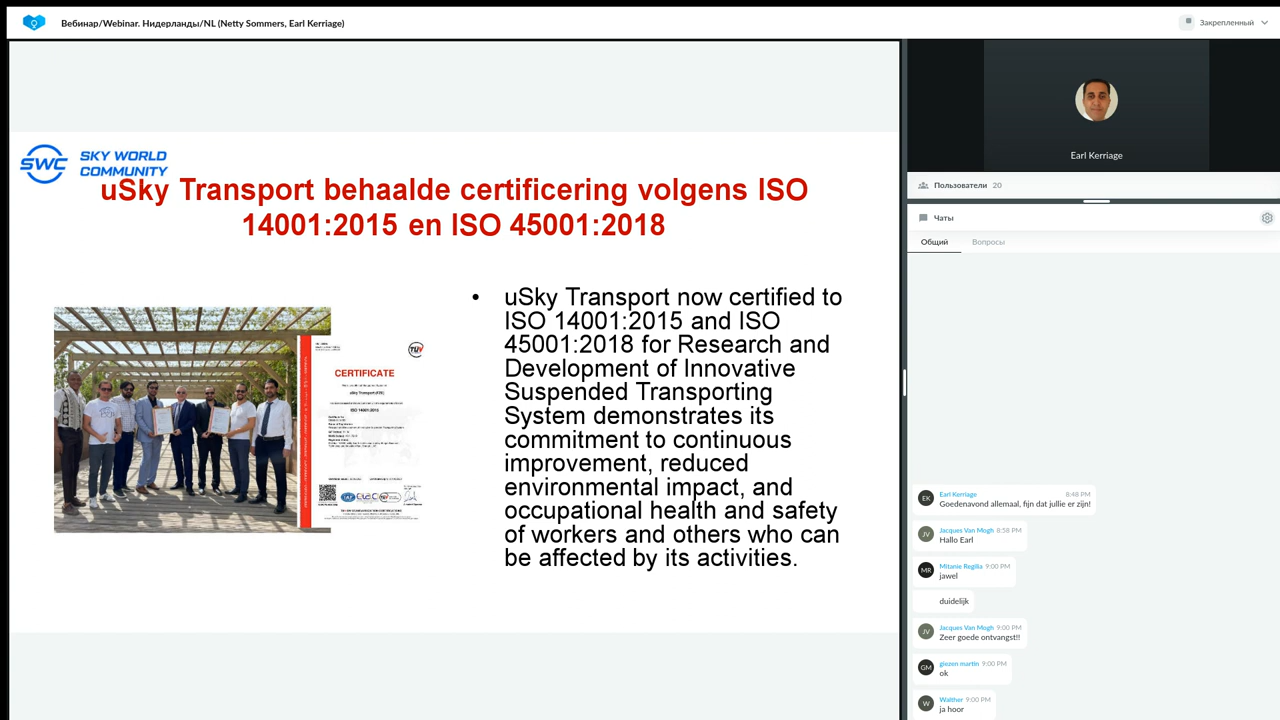 Вебинар/Webinar. Нидерланды/NL (Netty Sommers, Earl Kerriage)
Закрепленный
SWC
SKY WORLD
COMMUNITY
uSky Transport behaalde certificering volgens ISO
14001:2015 en ISO 45001:2018
TÜV
CERTIFICATE
uSky Transport (FZE)
ISO 14001:2015
• uSky Transport now certified to
ISO 14001:2015 and ISO
45001:2018 for Research and
Development of Innovative
Suspended Transporting
System demonstrates its
commitment to continuous
improvement, reduced
environmental impact, and
occupational health and safety
of workers and others who can
be affected by its activities.
Earl Kerriage
Пользователи 20
Чаты
Общий Вопросы
EK
Earl Kerriage 8:48 PM
Goedenavond allemaal, fijn dat jullie er zijn!
JV
Jacques Van Mogh 8:58 PM
Hallo Earl
MR
Mitanie Regilia 9:00 PM
jawel
duidelijk
JV
Jacques Van Mogh 9:00 PM
Zeer goede ontvangst!!
GM
giezen martin 9:00 PM
ok
W
Walther 9:00 PM
ja hoor